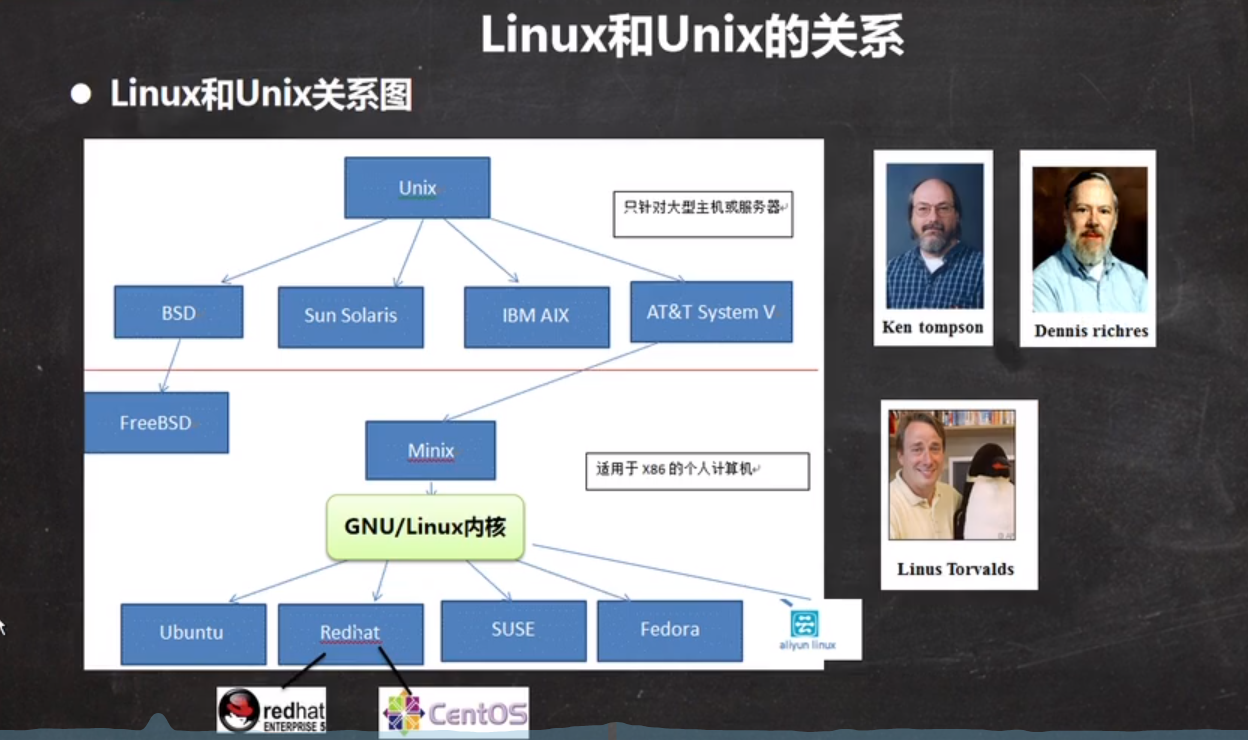 Linux和Unix的关系
Linux和Unix关系图
Unix
只针对大型主机或服务器
BSD
Sun Solaris
IBM AIX
AT&T System V
Ken tompson
Dennis richres
FreeBSD
Minix
适用于 X86 的个人计算机
GNU/Linux内核
Linus Torvalds
Ubuntu
Redhat
SUSE
Fedora
aliyun linux
redhat
ENTERPRISE 5
CentOS